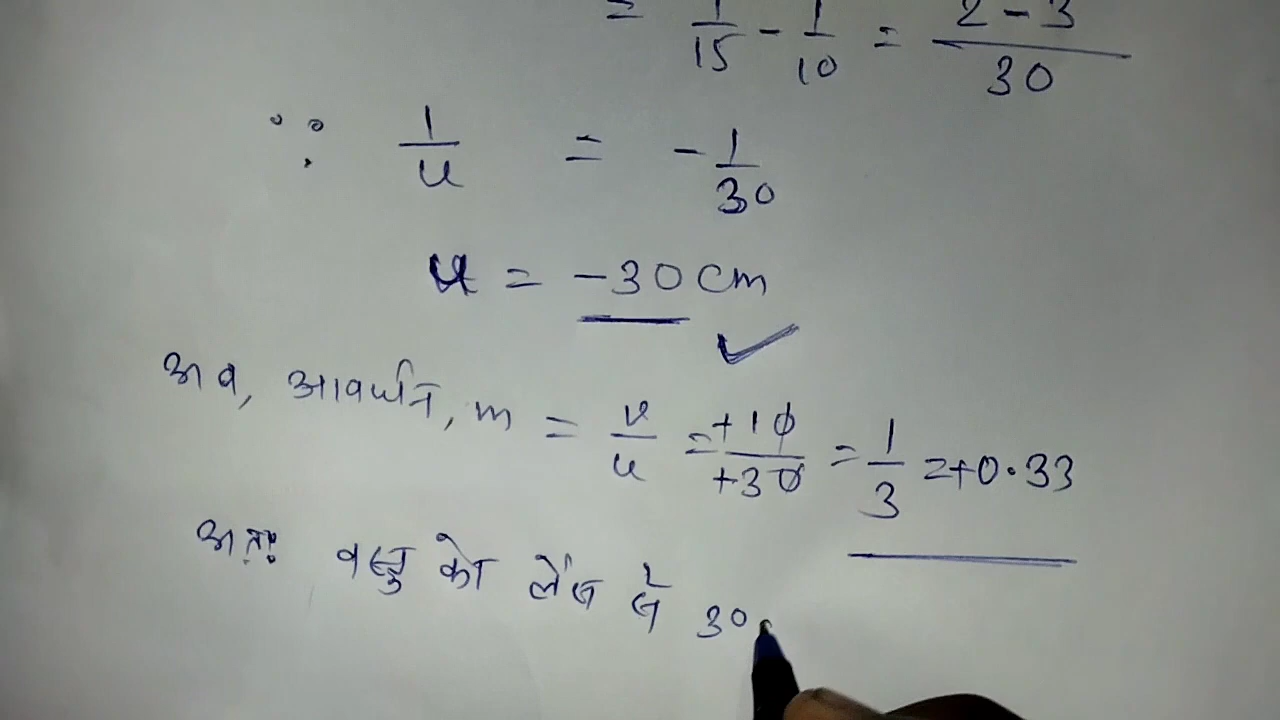 = 1/15 - 1/10 = 2-3/30
∵ 1/u = -1/30
u = -30 cm ✓
अब, आवर्धन, m = v/u = +10/+30 = 1/3 = +0.33
अतः वस्तु को लेंस से 30